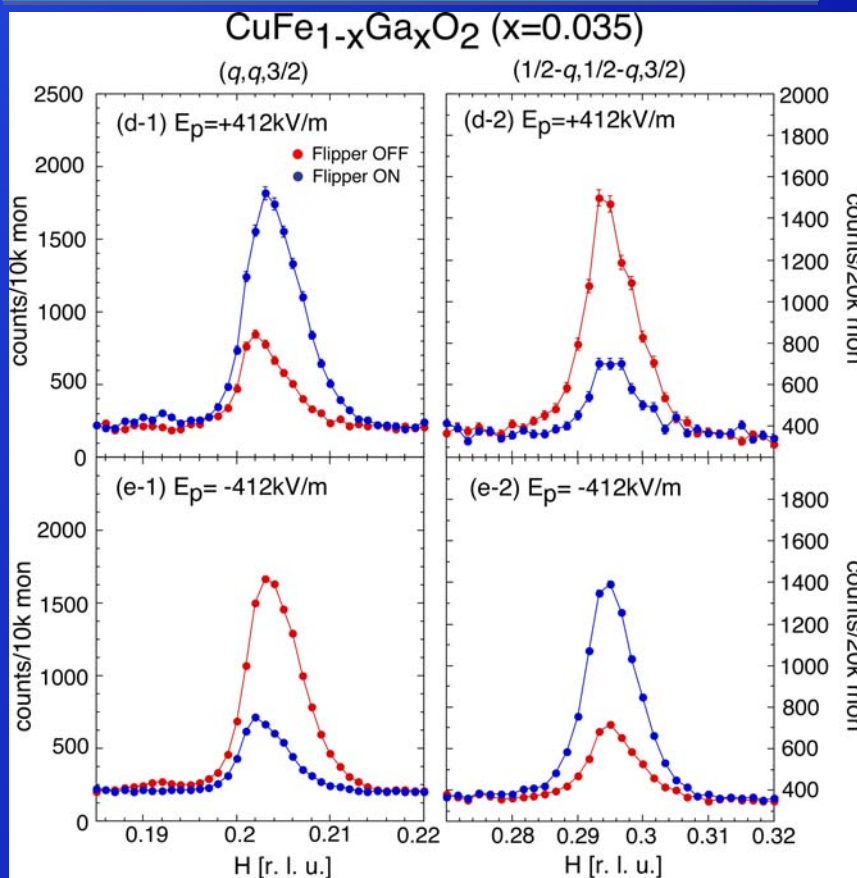 CuFe1-xGaxO2 (x=0.035)
(q,q,3/2)
(1/2-q,1/2-q,3/2)
(d-1) Ep=+412kV/m
Flipper OFF
Flipper ON
2500
2000
1500
1000
500
0
counts/10k mon
(d-2) Ep=+412kV/m
2000
1800
1600
1400
1200
1000
800
600
400
counts/20k mon
(e-1) Ep= -412kV/m
2000
1500
1000
500
0
counts/10k mon
0.19
0.2
0.21
0.22
H [r. l. u.]
(e-2) Ep= -412kV/m
1800
1600
1400
1200
1000
800
600
400
counts/20k mon
0.28
0.29
0.3
0.31
0.32
H [r. l. u.]